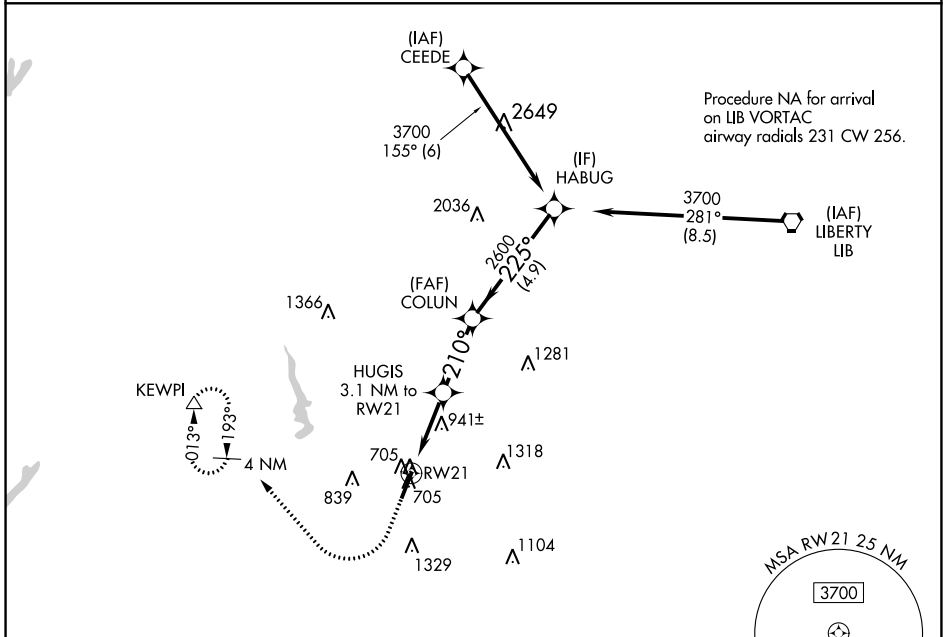 (IAF)
CEEDE
2649
3700
155° (6)
Procedure NA for arrival
on LIB VORTAC
airway radials 231 CW 256.
(IF)
HABUG
2036
3700
281°
(8.5)
(IAF)
LIBERTY
LIB
2600
225°
(4.9)
(FAF)
COLUN
1366
210°
1281
HUGIS
3.1 NM to
RW21
KEWPI
013°
193°
4 NM
941±
705
RW21
1318
839
705
1329
1104
MSA RW21 25 NM
3700